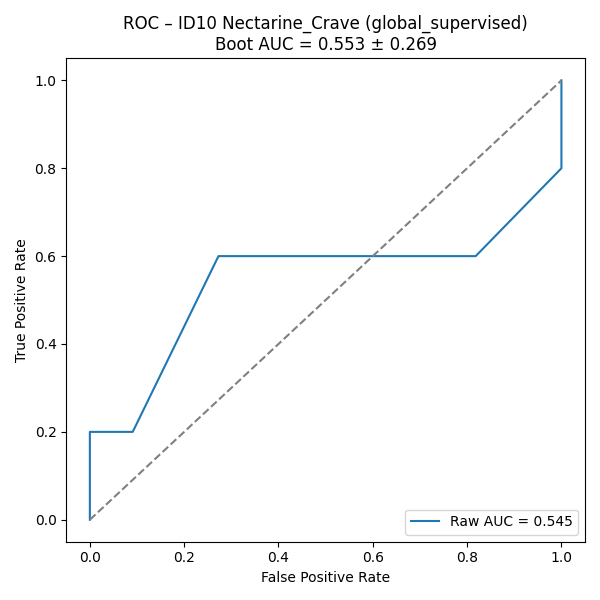 ROC – ID10 Nectarine_Crave (global_supervised)
Boot AUC = 0.553 ± 0.269
1.0
0.8
0.6
0.4
0.2
0.0
True Positive Rate
Raw AUC = 0.545
0.0 0.2 0.4 0.6 0.8 1.0
False Positive Rate